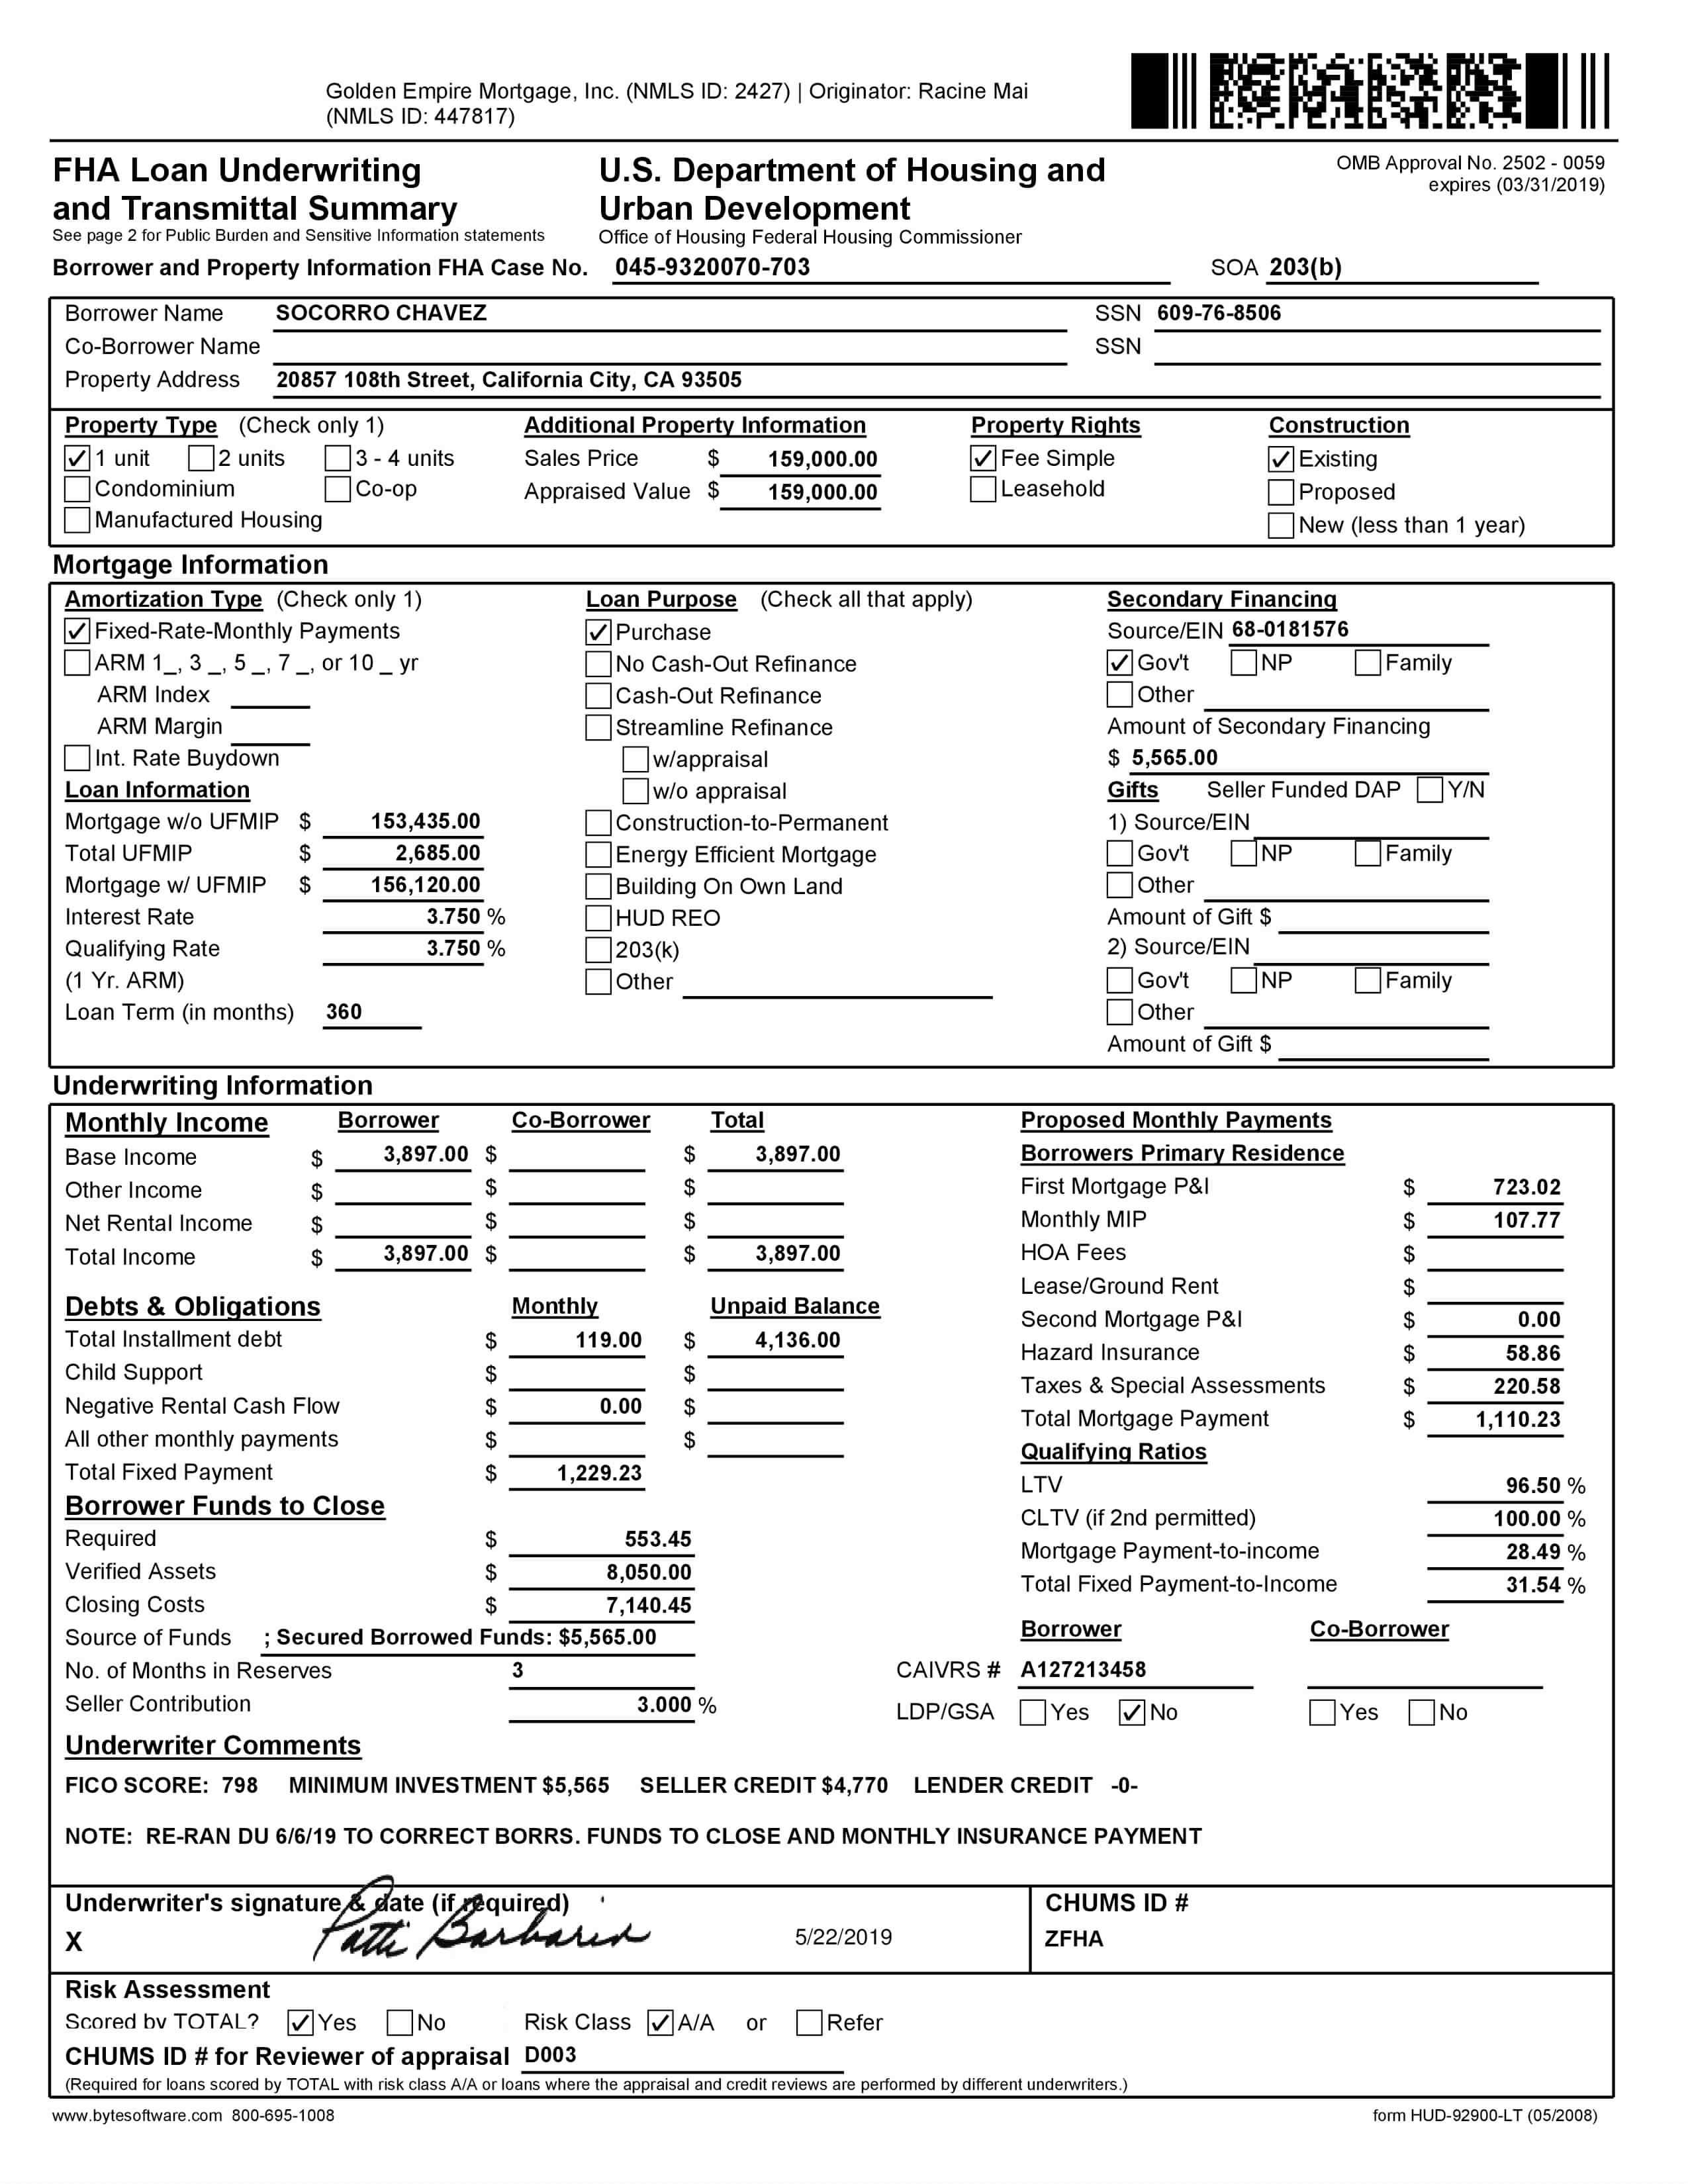 Golden Empire Mortgage, Inc. (NMLS ID: 2427) | Originator: Racine Mai
(NMLS ID: 447817)
FHA Loan Underwriting
and Transmittal Summary
See page 2 for Public Burden and Sensitive Information statements
U.S. Department of Housing and
Urban Development
Office of Housing Federal Housing Commissioner
OMB Approval No. 2502 - 0059
expires (03/31/2019)
Borrower and Property Information FHA Case No. 045-9320070-703 SOA 203(b)
Borrower Name SOCORRO CHAVEZ SSN 609-76-8506
Co-Borrower Name SSN
Property Address 20857 108th Street, California City, CA 93505
Property Type (Check only 1) Additional Property Information Property Rights Construction
✓ 1 unit 2 units 3 - 4 units Sales Price $ 159,000.00 ✓ Fee Simple ✓ Existing
Condominium Co-op Appraised Value $ 159,000.00 Leasehold Proposed
Manufactured Housing New (less than 1 year)
Mortgage Information
Amortization Type (Check only 1)
✓ Fixed-Rate-Monthly Payments
ARM 1_, 3 _, 5 _, 7 _, or 10 _ yr
ARM Index
ARM Margin
Int. Rate Buydown
Loan Information
Mortgage w/o UFMIP $ 153,435.00
Total UFMIP $ 2,685.00
Mortgage w/ UFMIP $ 156,120.00
Interest Rate 3.750 %
Qualifying Rate 3.750 %
(1 Yr. ARM)
Loan Term (in months) 360
Loan Purpose (Check all that apply)
✓ Purchase
No Cash-Out Refinance
Cash-Out Refinance
Streamline Refinance
w/appraisal
w/o appraisal
Construction-to-Permanent
Energy Efficient Mortgage
Building On Own Land
HUD REO
203(k)
Other
Secondary Financing
Source/EIN 68-0181576
✓ Gov't NP Family
Other
Amount of Secondary Financing
$ 5,565.00
Gifts Seller Funded DAP Y/N
1) Source/EIN
Gov't NP Family
Other
Amount of Gift $
2) Source/EIN
Gov't NP Family
Other
Amount of Gift $
Underwriting Information
Monthly Income Borrower Co-Borrower Total
Base Income $ 3,897.00 $ $ 3,897.00
Other Income $ $ $
Net Rental Income $ $ $
Total Income $ 3,897.00 $ $ 3,897.00
Debts & Obligations Monthly Unpaid Balance
Total Installment debt $ 119.00 $ 4,136.00
Child Support $ $
Negative Rental Cash Flow $ 0.00 $
All other monthly payments $ $
Total Fixed Payment $ 1,229.23
Borrower Funds to Close
Required $ 553.45
Verified Assets $ 8,050.00
Closing Costs $ 7,140.45
Source of Funds ; Secured Borrowed Funds: $5,565.00
No. of Months in Reserves 3
Seller Contribution 3.000 %
Proposed Monthly Payments
Borrowers Primary Residence
First Mortgage P&I $ 723.02
Monthly MIP $ 107.77
HOA Fees $
Lease/Ground Rent $
Second Mortgage P&I $ 0.00
Hazard Insurance $ 58.86
Taxes & Special Assessments $ 220.58
Total Mortgage Payment $ 1,110.23
Qualifying Ratios
LTV 96.50 %
CLTV (if 2nd permitted) 100.00 %
Mortgage Payment-to-income 28.49 %
Total Fixed Payment-to-Income 31.54 %
Borrower Co-Borrower
CAIVRS # A127213458
LDP/GSA Yes ✓ No Yes No
Underwriter Comments
FICO SCORE: 798 MINIMUM INVESTMENT $5,565 SELLER CREDIT $4,770 LENDER CREDIT -0-
NOTE: RE-RAN DU 6/6/19 TO CORRECT BORRS. FUNDS TO CLOSE AND MONTHLY INSURANCE PAYMENT
Underwriter's signature & date (if required) CHUMS ID #
X Patti 5/22/2019 ZFHA
Risk Assessment
Scored by TOTAL? ✓ Yes No Risk Class ✓ A/A or Refer
CHUMS ID # for Reviewer of appraisal D003
(Required for loans scored by TOTAL with risk class A/A or loans where the appraisal and credit reviews are performed by different underwriters.)
www.bytesoftware.com 800-695-1008 form HUD-92900-LT (05/2008)